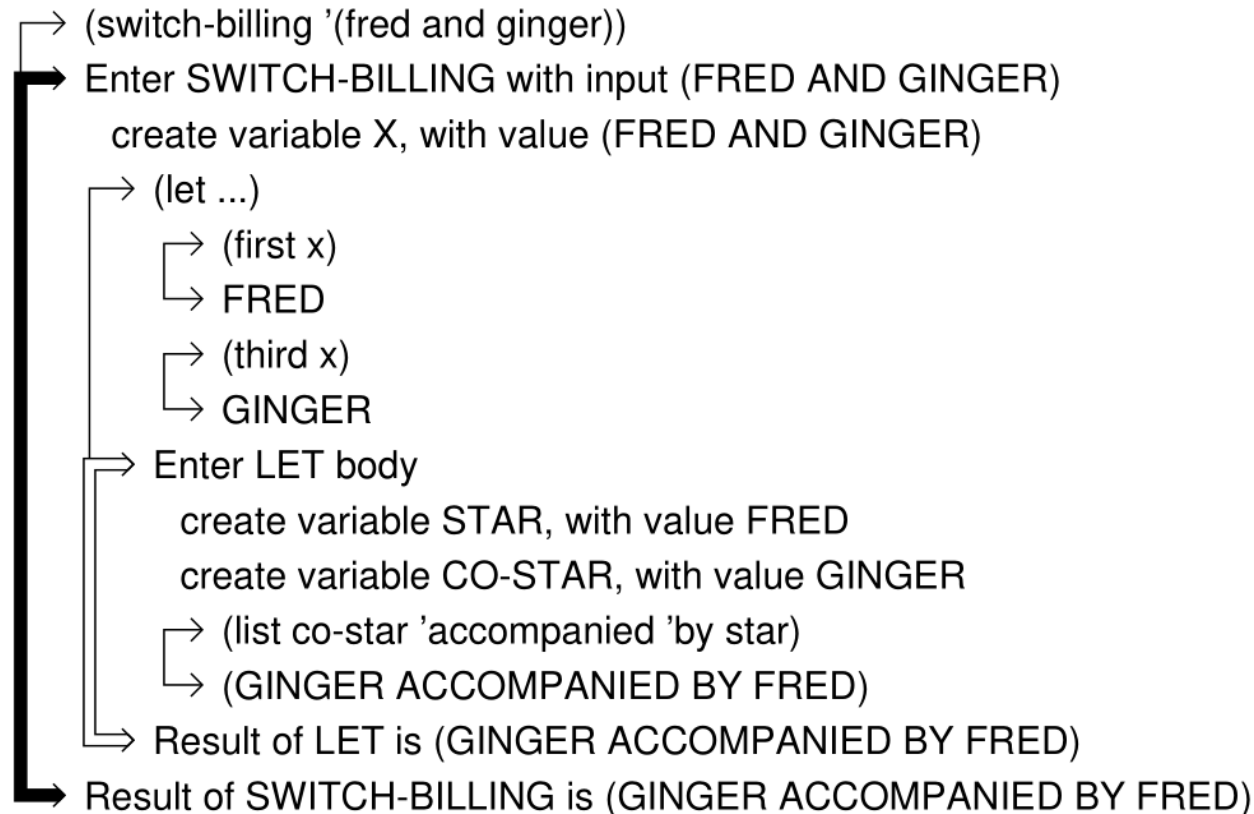 (switch-billing ’(fred and ginger))
Enter SWITCH-BILLING with input (FRED AND GINGER)
create variable X, with value (FRED AND GINGER)
(let ...)
(first x)
FRED
(third x)
GINGER
Enter LET body
create variable STAR, with value FRED
create variable CO-STAR, with value GINGER
(list co-star ’accompanied ’by star)
(GINGER ACCOMPANIED BY FRED)
Result of LET is (GINGER ACCOMPANIED BY FRED)
Result of SWITCH-BILLING is (GINGER ACCOMPANIED BY FRED)